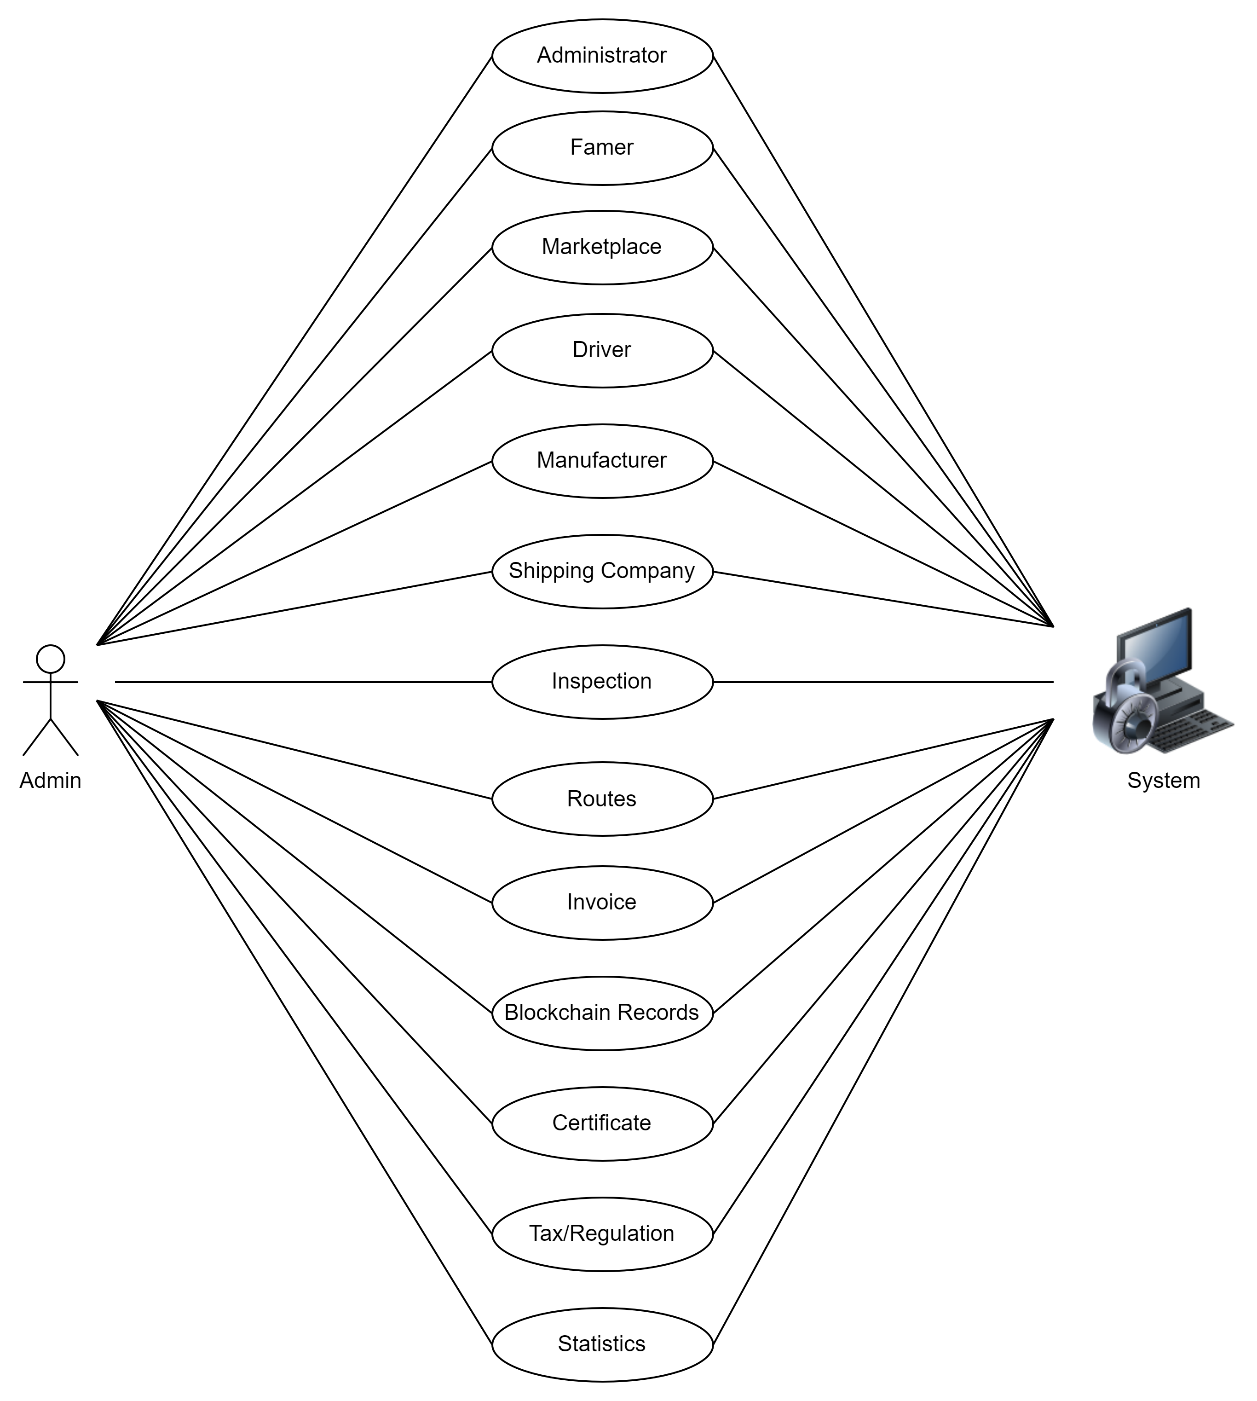 Administrator
Famer
Marketplace
Driver
Manufacturer
Shipping Company
Inspection
Admin
System
Routes
Invoice
Blockchain Records
Certificate
Tax/Regulation
Statistics